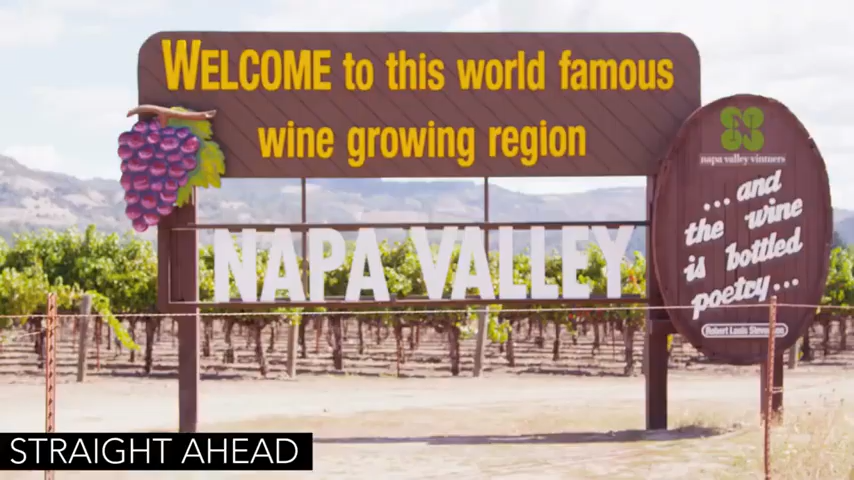 WELCOME to this world famous
wine growing region
NAPA VALLEY
napa valley vintners
... and
the wine
is bottled
poetry...
Robert Louis Stevenson
STRAIGHT AHEAD